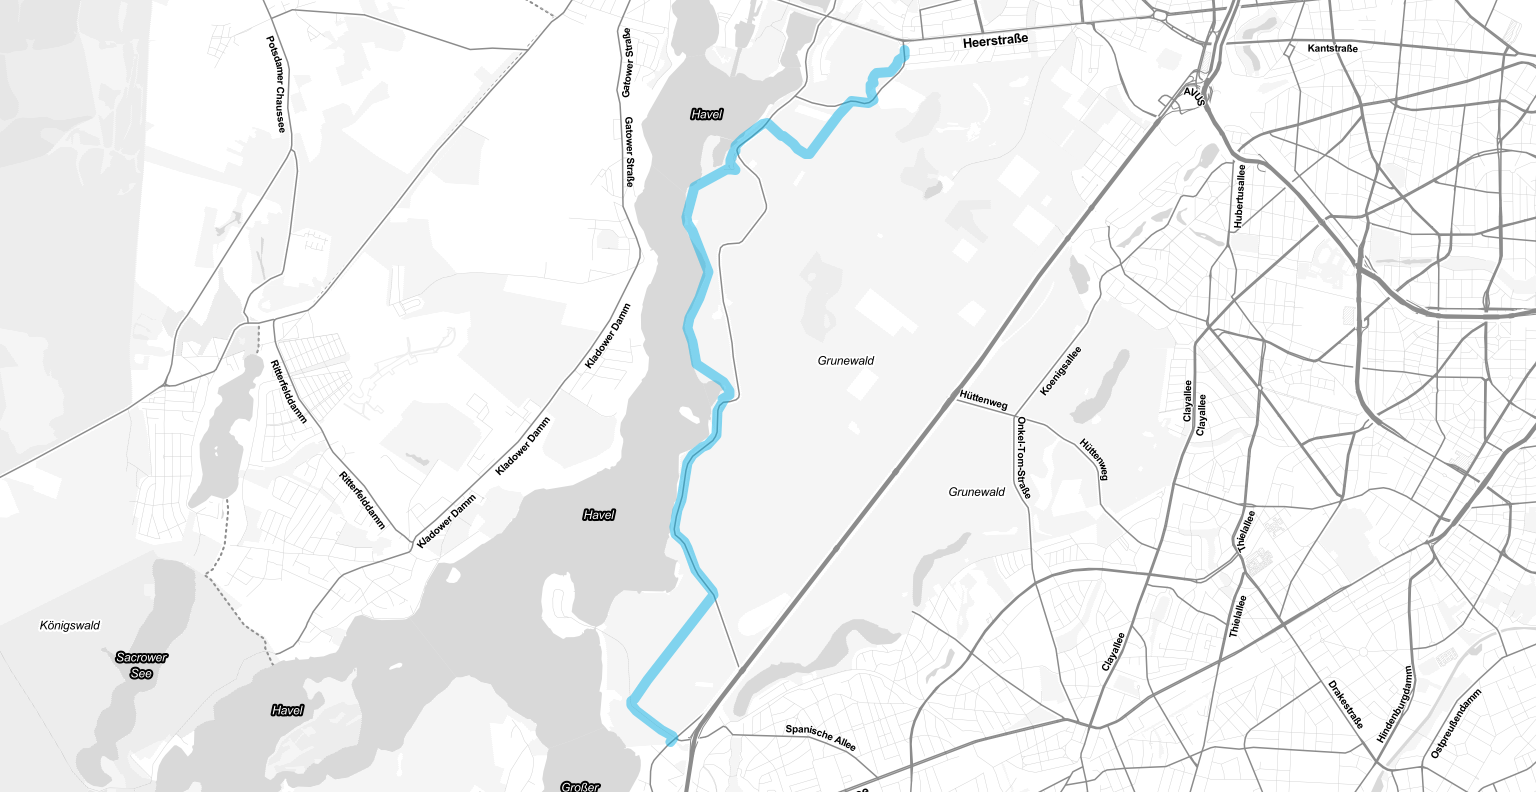 Potsdamer Chaussee
Gatower Straße
Heerstraße
Kantstraße
AVUS
Havel
Gatower Straße
Hubertusallee
Kladower Damm
Ritterfelddamm
Grunewald
Koenigsallee
Hüttenweg
Clayallee
Clayallee
Onkel-Tom-Straße
Hüttenweg
Kladower Damm
Ritterfelddamm
Grunewald
Kladower Damm
Havel
Thielallee
Königswald
Thielallee
Sacrower
See
Clayallee
Havel
Drakestraße
Hindenburgdamm
Ostpreußendamm
Spanische Allee
Großer